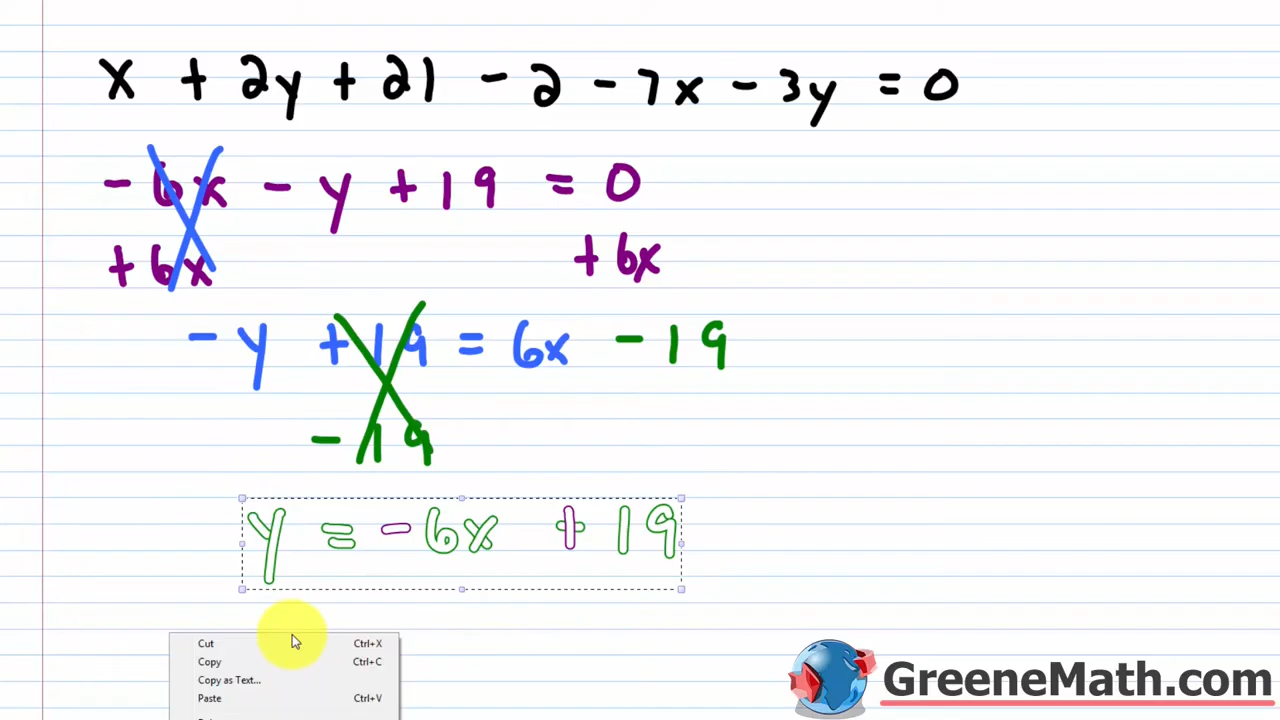 x + 2y + 21 - 2 - 7x - 3y = 0
- 6x - y + 19 = 0
+ 6x + 6x
- y + 19 = 6x - 19
- 19
y = - 6x + 19
Cut Ctrl+X
Copy Ctrl+C
Copy as Text...
Paste Ctrl+V
GreeneMath.com